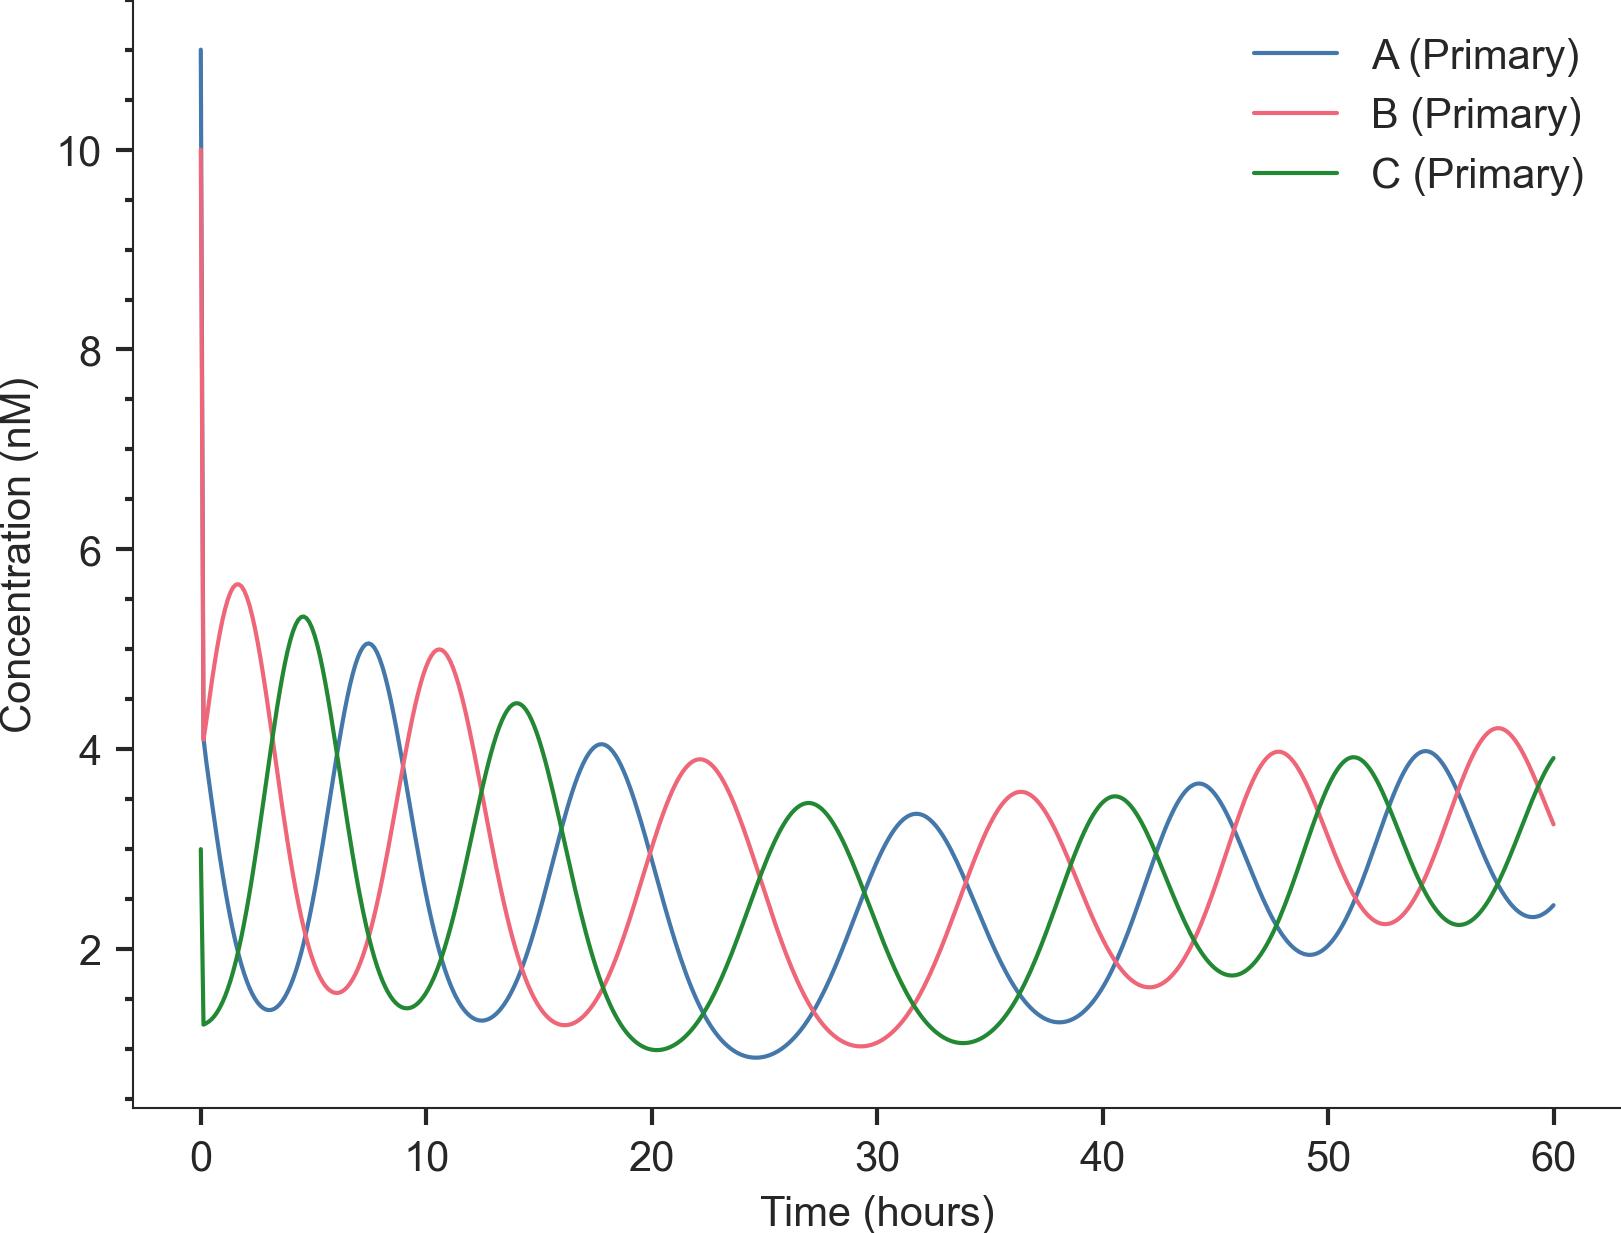 A (Primary)
B (Primary)
C (Primary)
10
8
6
4
2
Concentration (nM)
0 10 20 30 40 50 60
Time (hours)